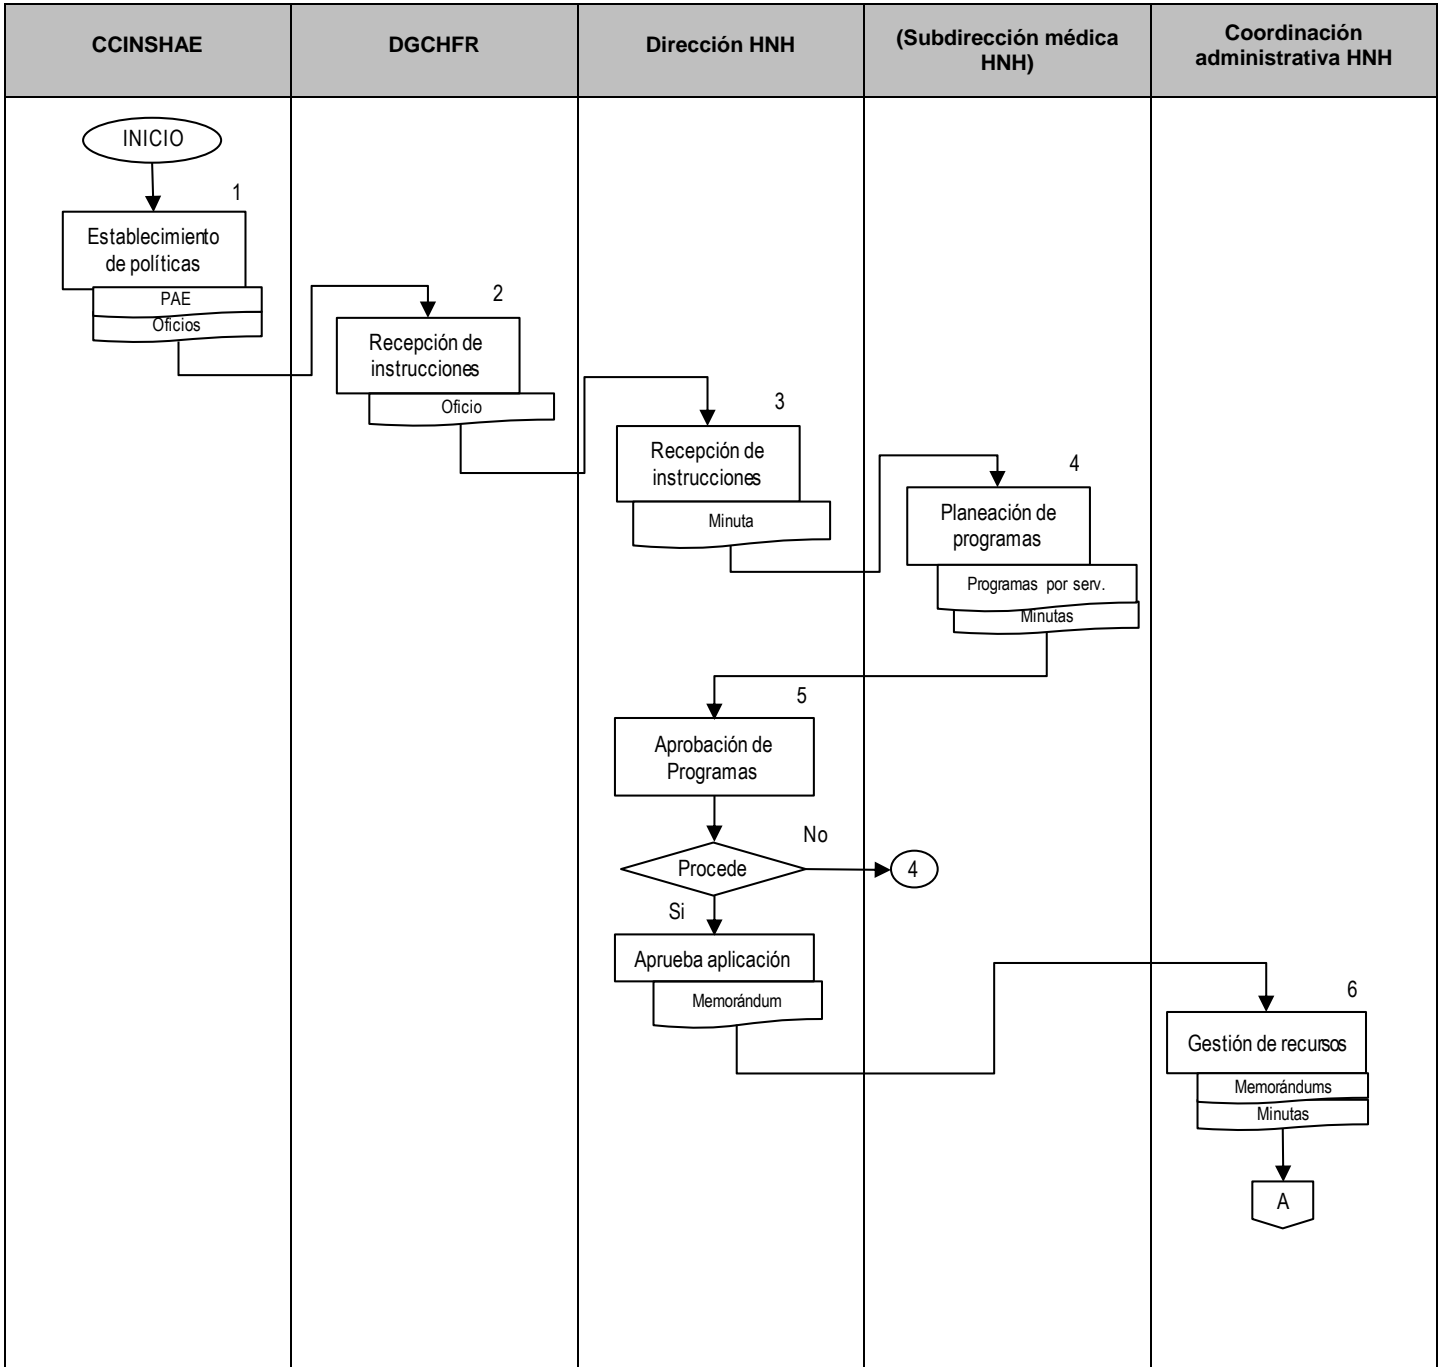 CCINSHAE
DGCHFR
Dirección HNH
(Subdirección médica
HNH)
Coordinación
administrativa HNH
INICIO
1
Establecimiento
de políticas
PAE
Oficios
2
Recepción de
instrucciones
Oficio
3
Recepción de
instrucciones
Minuta
4
Planeación de
programas
Programas por serv.
Minutas
5
Aprobación de
Programas
Procede
No
4
Si
Aprueba aplicación
Memorándum
6
Gestión de recursos
Memorándums
Minutas
A